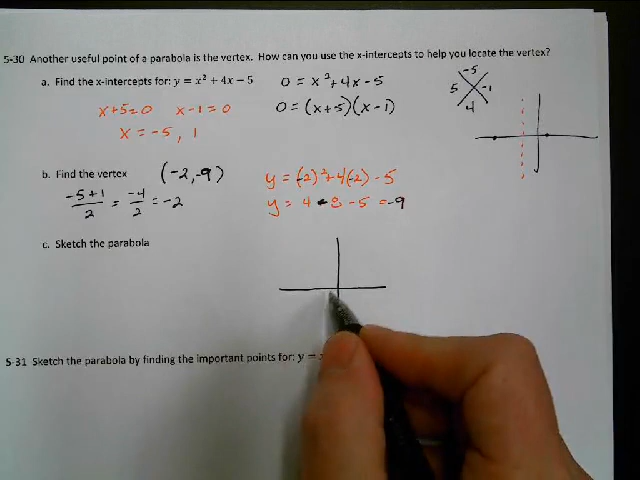 5-30 Another useful point of a parabola is the vertex. How can you use the x-intercepts to help you locate the vertex?
a. Find the x-intercepts for: y = x² + 4x − 5
0 = x² + 4x - 5
-5
5 -1
4
x+5=0 x-1=0
0 = (x+5)(x-1)
x = -5, 1
b. Find the vertex (-2,-9)
y = (-2)² + 4(-2) - 5
-5+1/2 = -4/2 = -2
y = 4 - 8 - 5 = -9
c. Sketch the parabola
5-31 Sketch the parabola by finding the important points for: y =